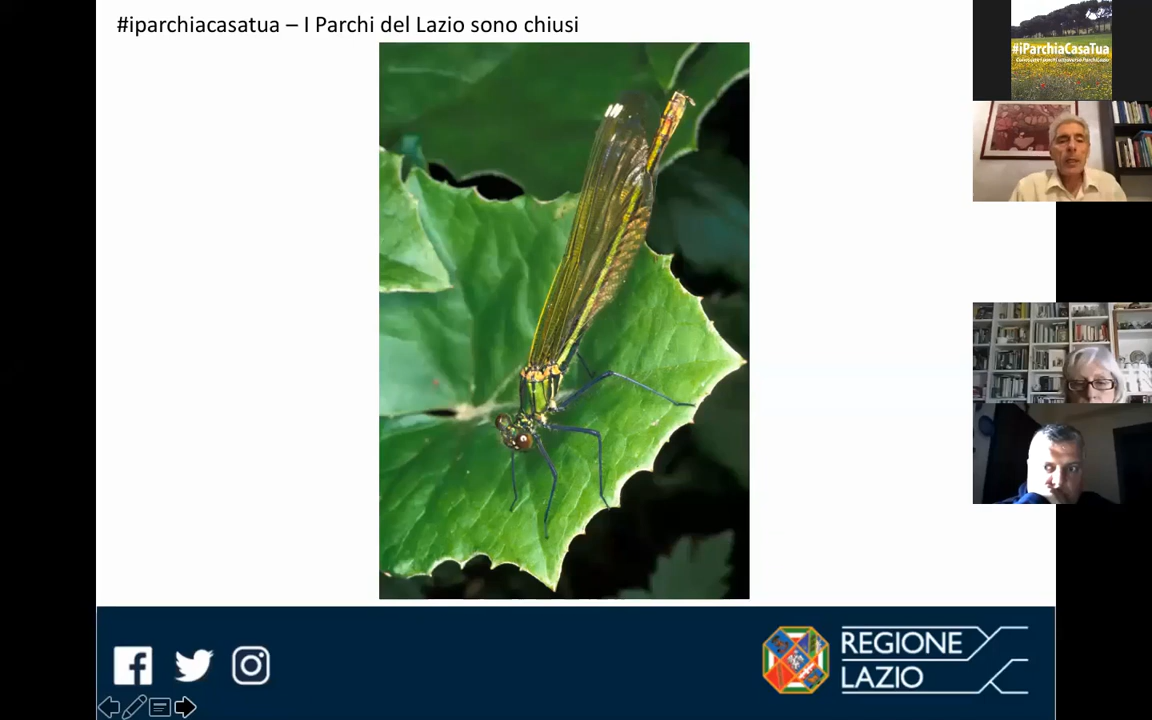 #iparchiacasatua – I Parchi del Lazio sono chiusi
#iParchiaCasaTua
REGIONE
LAZIO